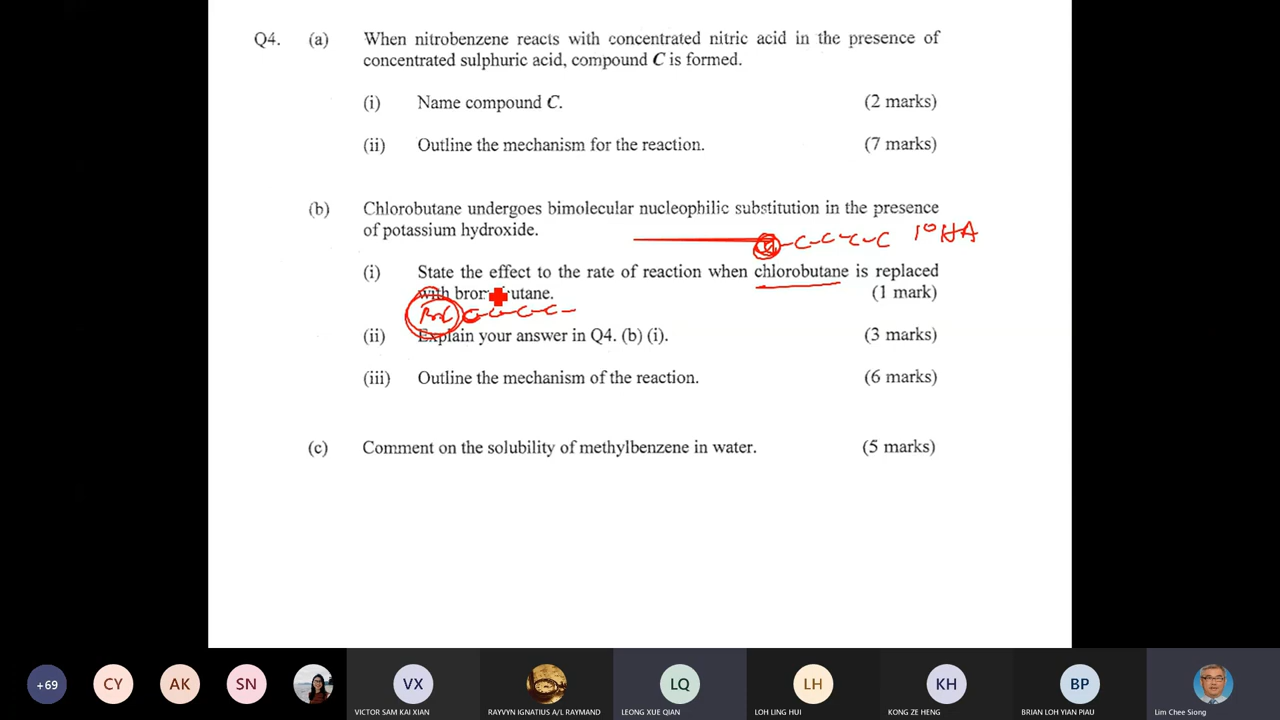 Q4. (a) When nitrobenzene reacts with concentrated nitric acid in the presence of
concentrated sulphuric acid, compound C is formed.
(i) Name compound C. (2 marks)
(ii) Outline the mechanism for the reaction. (7 marks)
(b) Chlorobutane undergoes bimolecular nucleophilic substitution in the presence
of potassium hydroxide.
Cl-C-C-C-C 1° HA
(i) State the effect to the rate of reaction when chlorobutane is replaced
with (1 mark)
C-C-C-C-
(ii) Explain your answer in Q4. (b) (i). (3 marks)
(iii) Outline the mechanism of the reaction. (6 marks)
(c) Comment on the solubility of methylbenzene in water. (5 marks)
+69 CY AK SN VX LQ LH KH BP
VICTOR SAM KAI XIAN RAYVYN IGNATIUS A/L RAYMAND LEONG XUE QIAN LOH LING HUI KONG ZE HENG BRIAN LOH YIAN PIAU Lim Chee Siong